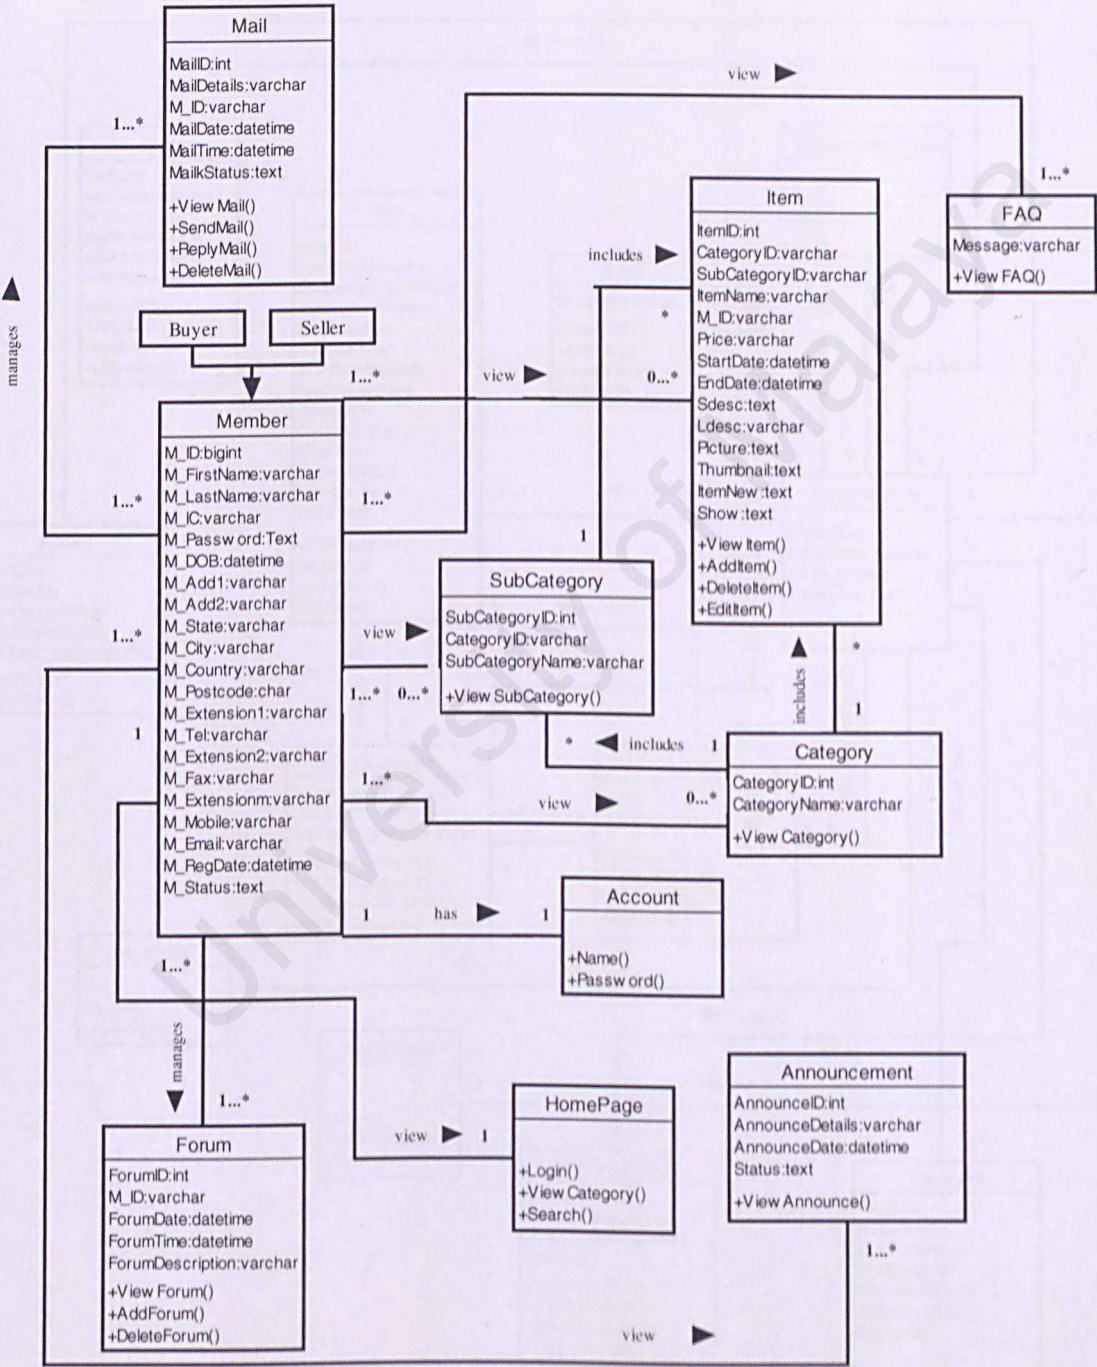 Mail
MailID:int
MailDetails:varchar
M_ID:varchar
MailDate:datetime
MailTime:datetime
MailkStatus:text
+View Mail()
+SendMail()
+ReplyMail()
+DeleteMail()
1...*
manages
view
1...*
FAQ
Message:varchar
+View FAQ()
Item
ItemID:int
CategoryID:varchar
SubCategoryID:varchar
ItemName:varchar
M_ID:varchar
Price:varchar
StartDate:datetime
EndDate:datetime
Sdesc:text
Ldesc:varchar
Picture:text
Thumbnail:text
ItemNew:text
Show:text
+View Item()
+AddItem()
+DeleteItem()
+EditItem()
includes
*
Buyer
Seller
1...*
view
0...*
Member
M_ID:bigint
M_FirstName:varchar
M_LastName:varchar
M_IC:varchar
M_Password:Text
M_DOB:datetime
M_Add1:varchar
M_Add2:varchar
M_State:varchar
M_City:varchar
M_Country:varchar
M_Postcode:char
M_Extension1:varchar
M_Tel:varchar
M_Extension2:varchar
M_Fax:varchar
M_Extensionm:varchar
M_Mobile:varchar
M_Email:varchar
M_RegDate:datetime
M_Status:text
1...*
1...*
1...*
1
1
SubCategory
SubCategoryID:int
CategoryID:varchar
SubCategoryName:varchar
+View SubCategory()
view
1...* 0...*
*
includes
1
*
includes
1
Category
CategoryID:int
CategoryName:varchar
+View Category()
1...*
view
0...*
1
has
1
Account
+Name()
+Password()
1...*
manages
1...*
Forum
ForumID:int
M_ID:varchar
ForumDate:datetime
ForumTime:datetime
ForumDescription:varchar
+View Forum()
+AddForum()
+DeleteForum()
view
1
HomePage
+Login()
+View Category()
+Search()
Announcement
AnnounceID:int
AnnounceDetails:varchar
AnnounceDate:datetime
Status:text
+View Announce()
1...*
view
University of Malaya